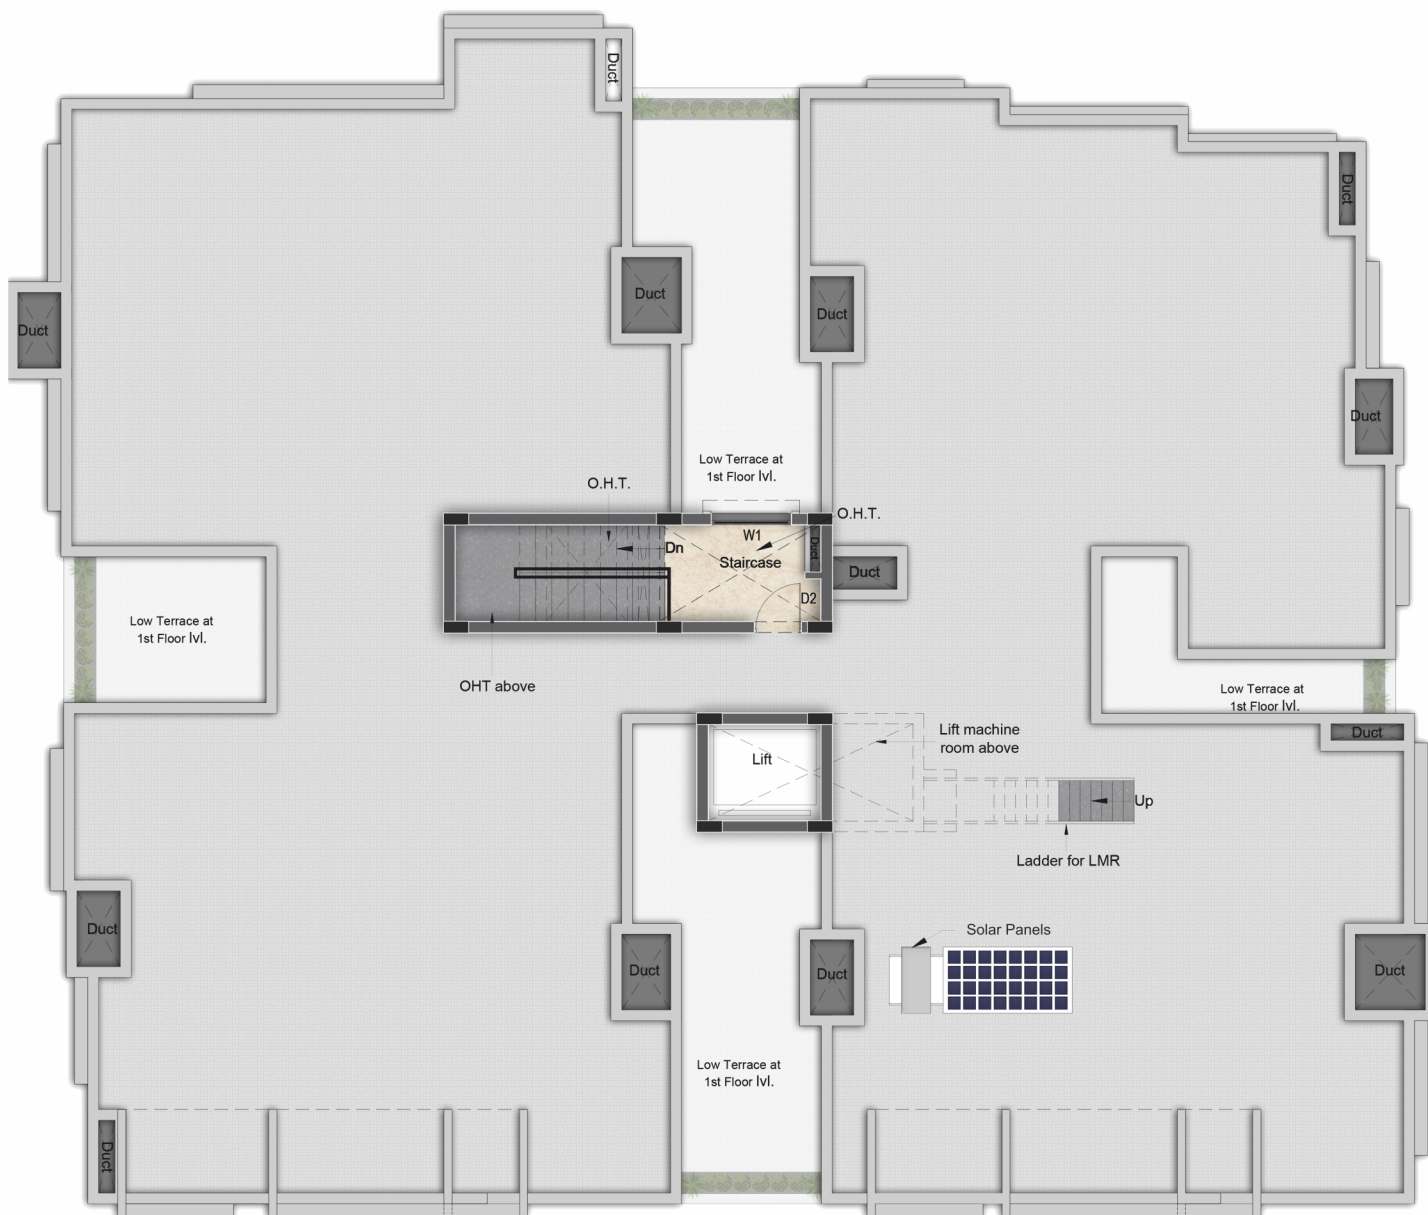 Duct
Duct
Duct
Duct
Duct
Duct
Low Terrace at
1st Floor lvl.
O.H.T.
O.H.T.
W1
Dn
Duct
Staircase
Duct
D2
Low Terrace at
1st Floor lvl.
OHT above
Low Terrace at
1st Floor lvl.
Lift machine
room above
Duct
Lift
Up
Ladder for LMR
Duct
Solar Panels
Duct
Duct
Duct
Low Terrace at
1st Floor lvl.
Duct